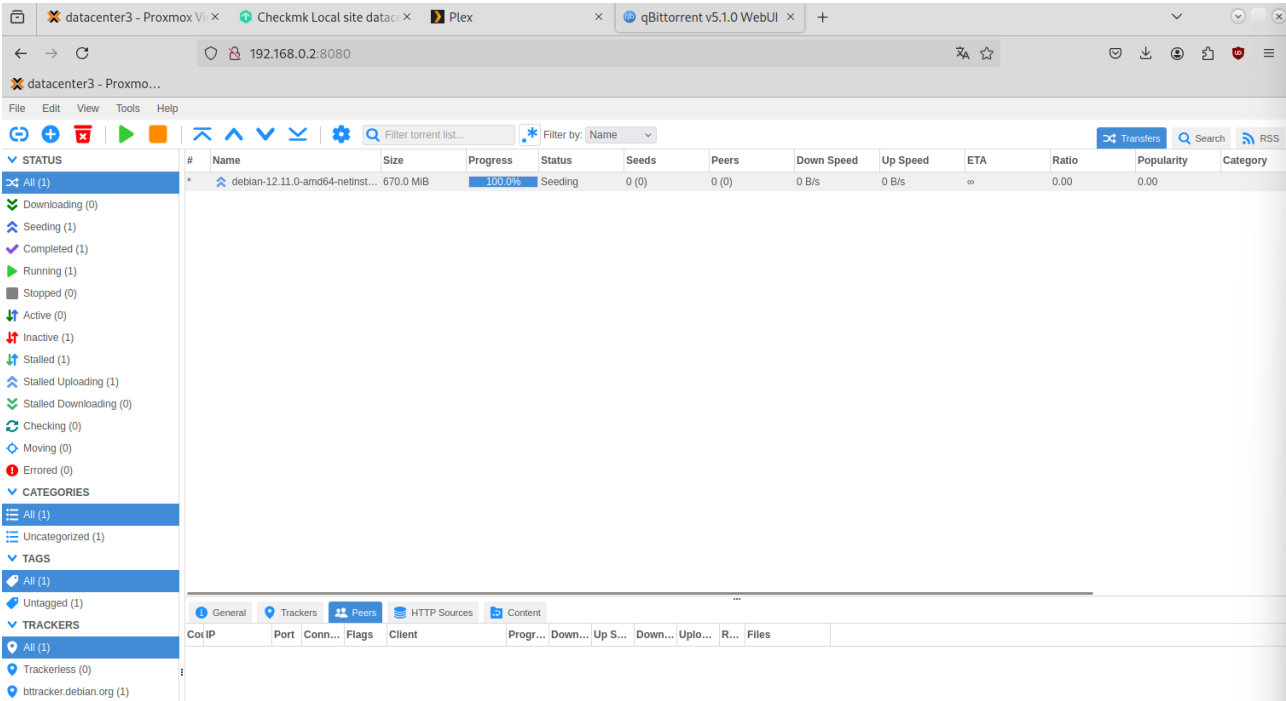 datacenter3 - Proxmox Vi Checkmk Local site datac Plex qBittorrent v5.1.0 WebUI
192.168.0.2:8080
datacenter3 - Proxmo...
File Edit View Tools Help
Filter torrent list... Filter by: Name Transfers Search RSS
STATUS # Name Size Progress Status Seeds Peers Down Speed Up Speed ETA Ratio Popularity Category
All (1) * debian-12.11.0-amd64-netinst... 670.0 MiB 100.0% Seeding 0 (0) 0 (0) 0 B/s 0 B/s ∞ 0.00 0.00
Downloading (0)
Seeding (1)
Completed (1)
Running (1)
Stopped (0)
Active (0)
Inactive (1)
Stalled (1)
Stalled Uploading (1)
Stalled Downloading (0)
Checking (0)
Moving (0)
Errored (0)
CATEGORIES
All (1)
Uncategorized (1)
TAGS
All (1)
Untagged (1) General Trackers Peers HTTP Sources Content
TRACKERS Cou IP Port Conn... Flags Client Progr... Down... Up S... Down... Uplo... R... Files
All (1)
Trackerless (0)
bttracker.debian.org (1)